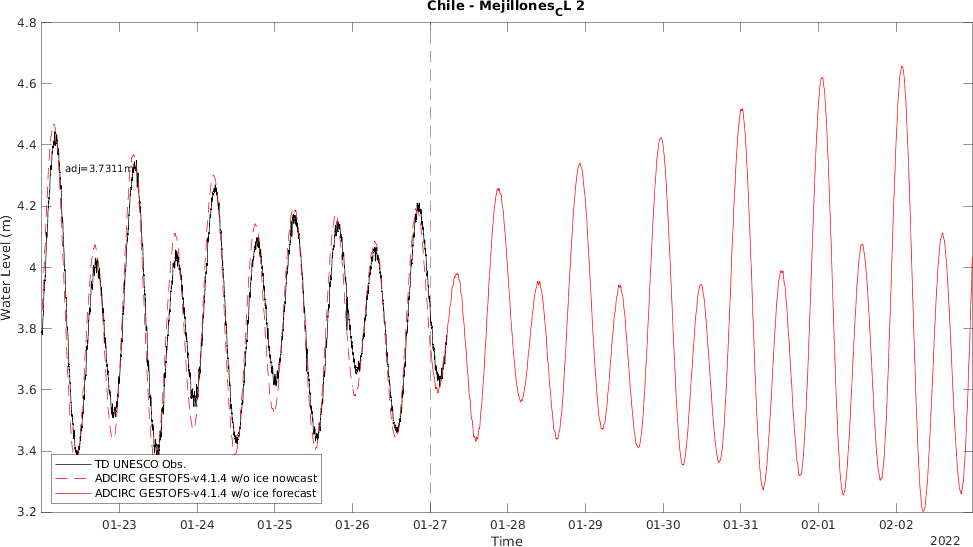 Chile - Mejillones_CL 2
4.8
4.6
4.4
4.2
4
3.8
3.6
3.4
3.2
Water Level (m)
adj=3.7311m
TD UNESCO Obs.
ADCIRC GESTOFS-v4.1.4 w/o ice nowcast
ADCIRC GESTOFS-v4.1.4 w/o ice forecast
01-23 01-24 01-25 01-26 01-27 01-28 01-29 01-30 01-31 02-01 02-02
Time
2022